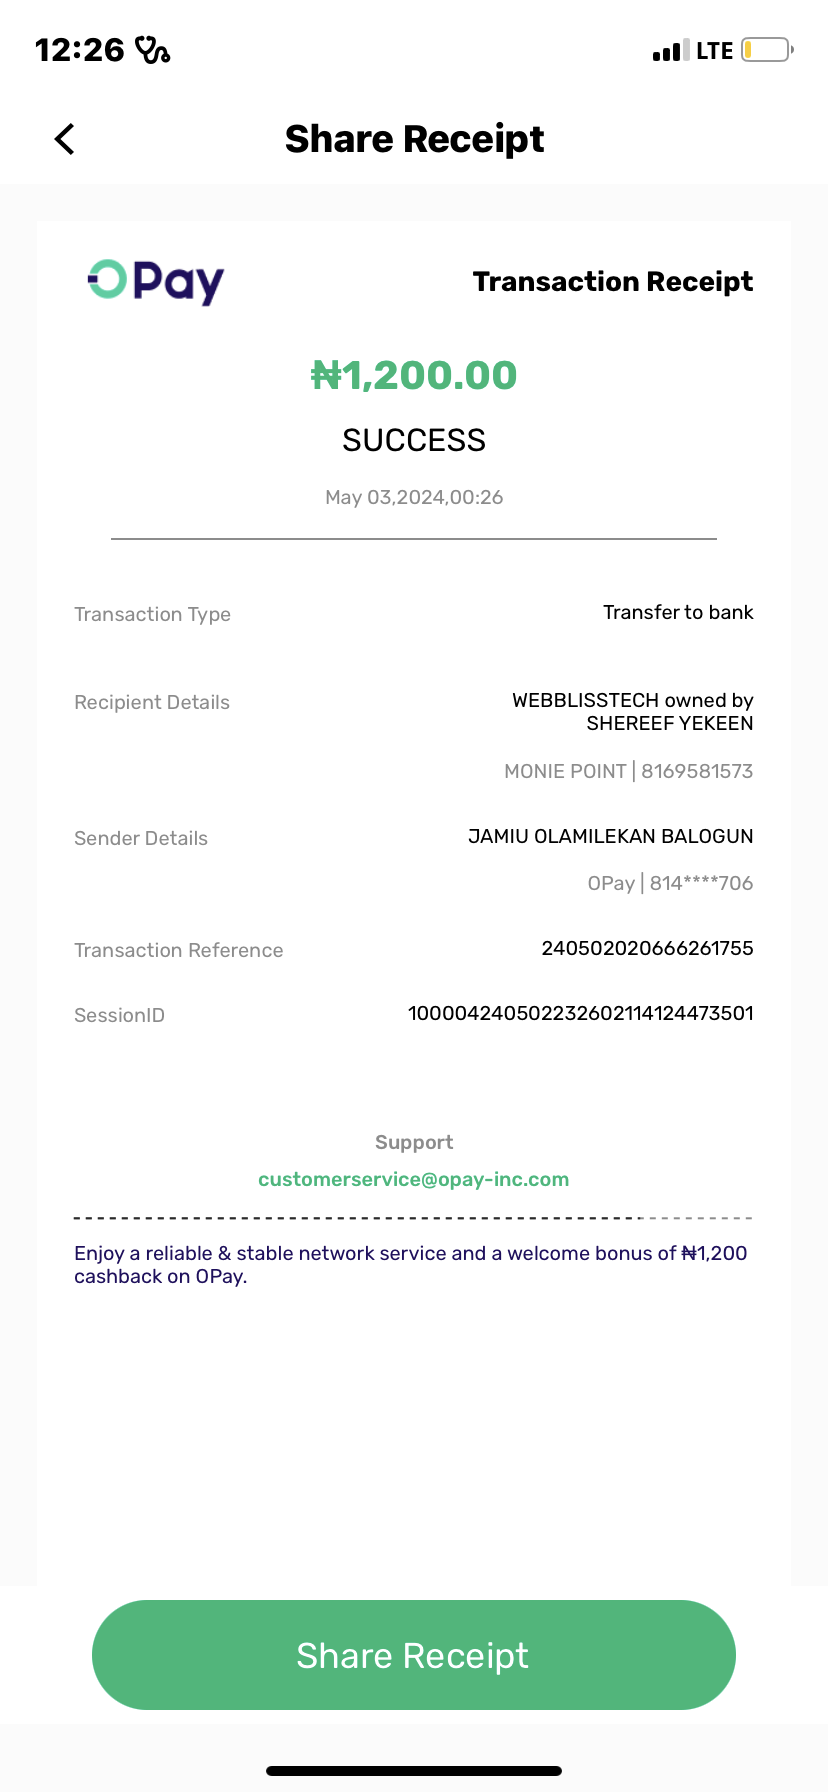 12:26
LTE
Share Receipt
OPay
Transaction Receipt
₦1,200.00
SUCCESS
May 03,2024,00:26
Transaction Type
Transfer to bank
Recipient Details
WEBBLISSTECH owned by
SHEREEF YEKEEN
MONIE POINT | 8169581573
Sender Details
JAMIU OLAMILEKAN BALOGUN
OPay | 814****706
Transaction Reference
240502020666261755
SessionID
100004240502232602114124473501
Support
customerservice@opay-inc.com
Enjoy a reliable & stable network service and a welcome bonus of ₦1,200
cashback on OPay.
Share Receipt